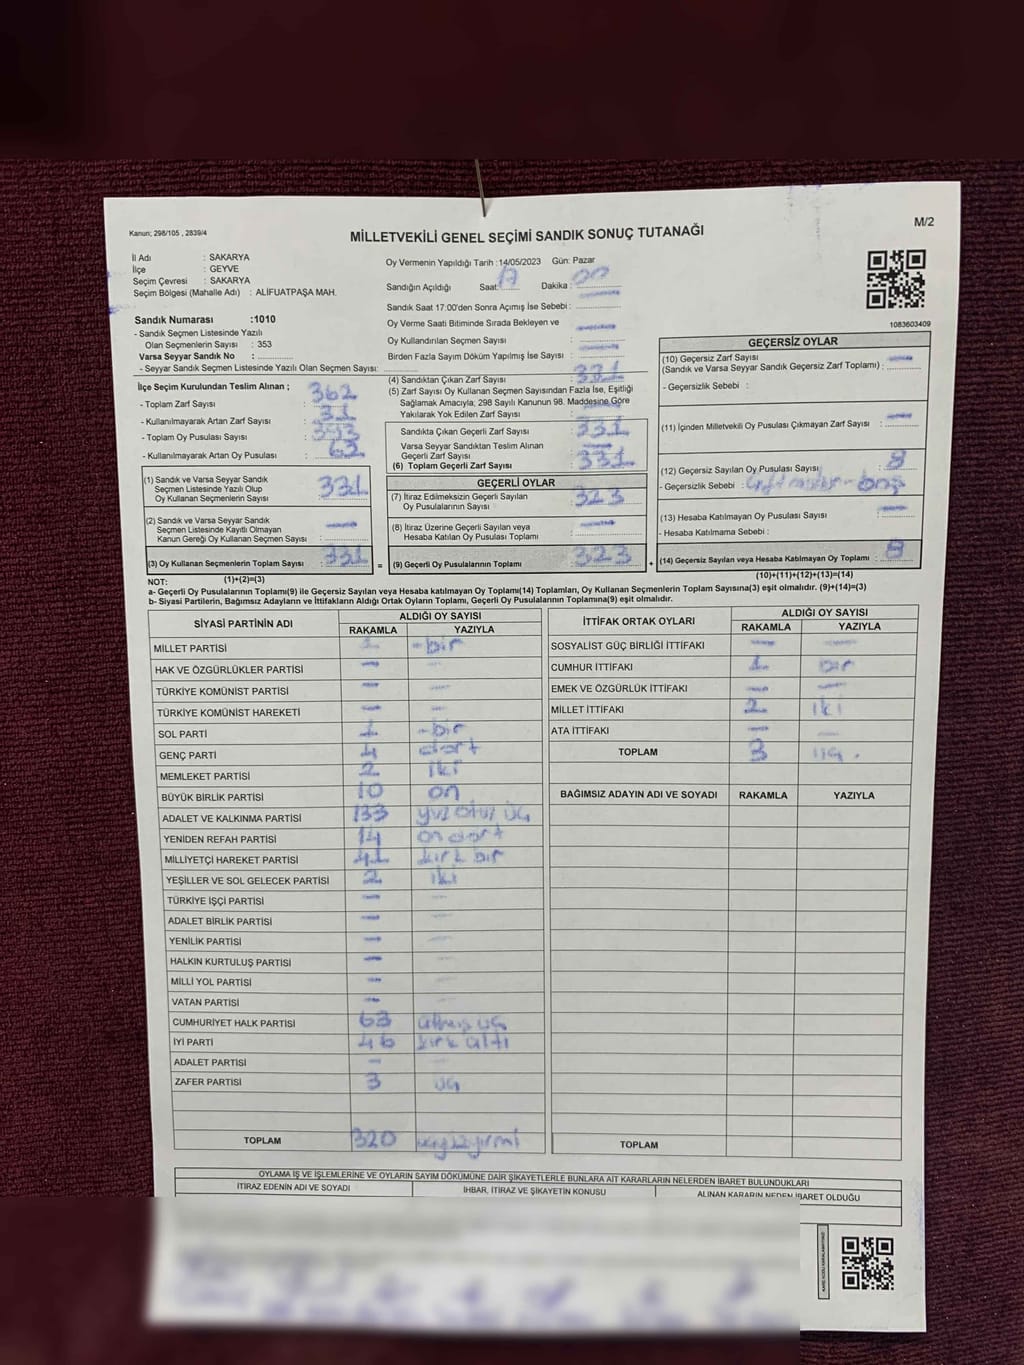 Kanun; 298/105 , 2839/4
M/2
MİLLETVEKİLİ GENEL SEÇİMİ SANDIK SONUÇ TUTANAĞI
İl Adı : SAKARYA
İlçe : GEYVE
Seçim Çevresi : SAKARYA
Seçim Bölgesi (Mahalle Adı) : ALİFUATPAŞA MAH.
Oy Vermenin Yapıldığı Tarih :14/05/2023 Gün: Pazar
Sandığın Açıldığı Saat: 17 Dakika: 00
Sandık Saat 17:00'den Sonra Açılmış İse Sebebi :
Oy Verme Saati Bitiminde Sırada Bekleyen ve
Oy Kullandırılan Seçmen Sayısı :
Birden Fazla Sayım Döküm Yapılmış İse Sayısı :
1083603409
Sandık Numarası :1010
- Sandık Seçmen Listesinde Yazılı
Olan Seçmenlerin Sayısı : 353
Varsa Seyyar Sandık No :
- Seyyar Sandık Seçmen Listesinde Yazılı Olan Seçmen Sayısı:
İlçe Seçim Kurulundan Teslim Alınan ;
- Toplam Zarf Sayısı : 362
- Kullanılmayarak Artan Zarf Sayısı : 31
- Toplam Oy Pusulası Sayısı : 393
- Kullanılmayarak Artan Oy Pusulası : 62
(1) Sandık ve Varsa Seyyar Sandık
Seçmen Listesinde Yazılı Olup
Oy Kullanan Seçmenlerin Sayısı : 331
(2) Sandık ve Varsa Seyyar Sandık
Seçmen Listesinde Kayıtlı Olmayan
Kanun Gereği Oy Kullanan Seçmen Sayısı :
(3) Oy Kullanan Seçmenlerin Toplam Sayısı : 331
(4) Sandıktan Çıkan Zarf Sayısı : 331
(5) Zarf Sayısı Oy Kullanan Seçmen Sayısından Fazla İse, Eşitliği
Sağlamak Amacıyla; 298 Sayılı Kanunun 98. Maddesine Göre
Yakılarak Yok Edilen Zarf Sayısı :
Sandıkta Çıkan Geçerli Zarf Sayısı : 331
Varsa Seyyar Sandıktan Teslim Alınan
Geçerli Zarf Sayısı :
(6) Toplam Geçerli Zarf Sayısı : 331
GEÇERLİ OYLAR
(7) İtiraz Edilmeksizin Geçerli Sayılan
Oy Pusulalarının Sayısı : 323
(8) İtiraz Üzerine Geçerli Sayılan veya
Hesaba Katılan Oy Pusulası Toplamı :
= (9) Geçerli Oy Pusulalarının Toplamı : 323
GEÇERSİZ OYLAR
(10) Geçersiz Zarf Sayısı :
(Sandık ve Varsa Seyyar Sandık Geçersiz Zarf Toplamı) :
- Geçersizlik Sebebi :
(11) İçinden Milletvekili Oy Pusulası Çıkmayan Zarf Sayısı :
(12) Geçersiz Sayılan Oy Pusulası Sayısı : 8
- Geçersizlik Sebebi : boş
(13) Hesaba Katılmayan Oy Pusulası Sayısı :
- Hesaba Katılmama Sebebi :
+ (14) Geçersiz Sayılan veya Hesaba Katılmayan Oy Toplamı : 8
NOT: (1)+(2)=(3)
(10)+(11)+(12)+(13)=(14)
a- Geçerli Oy Pusulalarının Toplamı(9) ile Geçersiz Sayılan veya Hesaba katılmayan Oy Toplamı(14) Toplamları, Oy Kullanan Seçmenlerin Toplam Sayısına(3) eşit olmalıdır. (9)+(14)=(3)
b- Siyasi Partilerin, Bağımsız Adayların ve İttifakların Aldığı Ortak Oyların Toplamı, Geçerli Oy Pusulalarının Toplamına(9) eşit olmalıdır.
SİYASİ PARTİNİN ADI ALDIĞI OY SAYISI
RAKAMLA YAZIYLA
MİLLET PARTİSİ 1 - bir
HAK VE ÖZGÜRLÜKLER PARTİSİ — —
TÜRKİYE KOMÜNİST PARTİSİ — —
TÜRKİYE KOMÜNİST HAREKETİ — —
SOL PARTİ 1 - bir
GENÇ PARTİ 4 dört
MEMLEKET PARTİSİ 2 iki
BÜYÜK BİRLİK PARTİSİ 10 on
ADALET VE KALKINMA PARTİSİ 133 yüz otuz üç
YENİDEN REFAH PARTİSİ 14 on dört
MİLLİYETÇİ HAREKET PARTİSİ 41 kırk bir
YEŞİLLER VE SOL GELECEK PARTİSİ 2 iki
TÜRKİYE İŞÇİ PARTİSİ — —
ADALET BİRLİK PARTİSİ — —
YENİLİK PARTİSİ — —
HALKIN KURTULUŞ PARTİSİ — —
MİLLİ YOL PARTİSİ — —
VATAN PARTİSİ — —
CUMHURİYET HALK PARTİSİ 63 altmış üç
İYİ PARTİ 46 kırk altı
ADALET PARTİSİ — —
ZAFER PARTİSİ 3 üç
TOPLAM 320 üçyüzyirmi
İTTİFAK ORTAK OYLARI ALDIĞI OY SAYISI
RAKAMLA YAZIYLA
SOSYALİST GÜÇ BİRLİĞİ İTTİFAKI — —
CUMHUR İTTİFAKI 1 bir
EMEK VE ÖZGÜRLÜK İTTİFAKI — —
MİLLET İTTİFAKI 2 iki
ATA İTTİFAKI — —
TOPLAM 3 üç .
BAĞIMSIZ ADAYIN ADI VE SOYADI RAKAMLA YAZIYLA
TOPLAM
OYLAMA İŞ VE İŞLEMLERİNE VE OYLARIN SAYIM DÖKÜMÜNE DAİR ŞİKAYETLERLE BUNLARA AİT KARARLARIN NELERDEN İBARET BULUNDUKLARI
İTİRAZ EDENİN ADI VE SOYADI İHBAR, İTİRAZ VE ŞİKAYETİN KONUSU ALINAN KARARIN NEDEN İBARET OLDUĞU